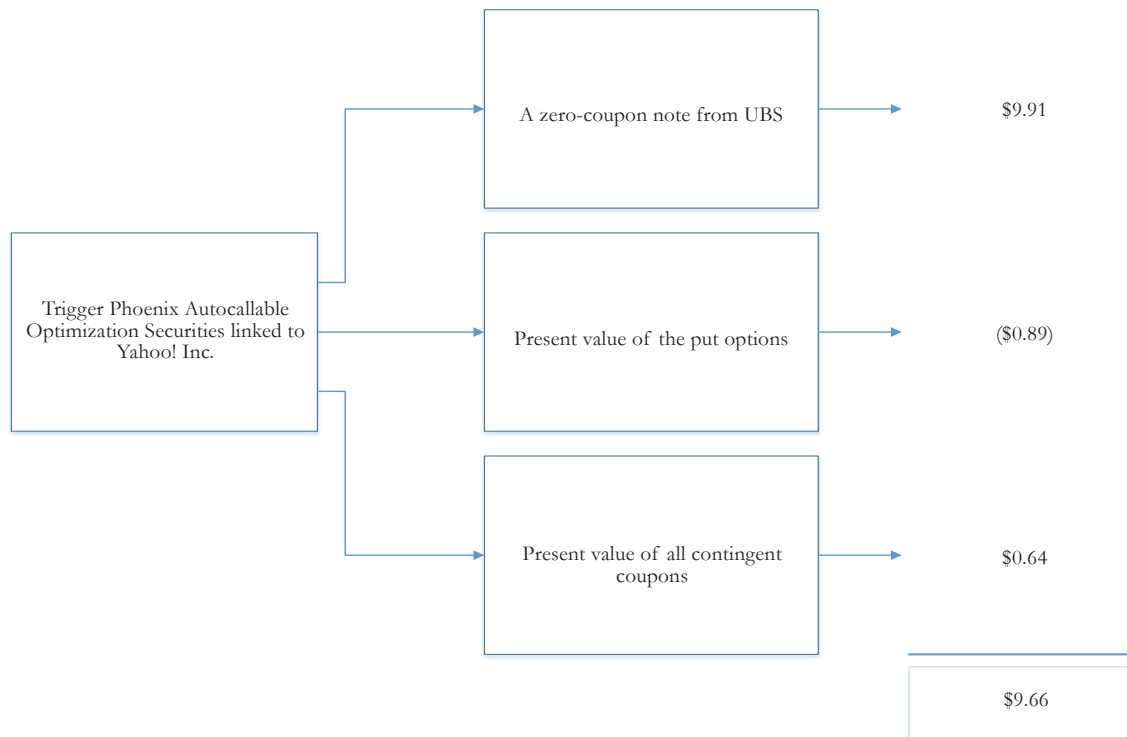 A zero-coupon note from UBS
$9.91
Trigger Phoenix Autocallable
Optimization Securities linked to
Yahoo! Inc.
Present value of the put options
($0.89)
Present value of all contingent
coupons
$0.64
$9.66